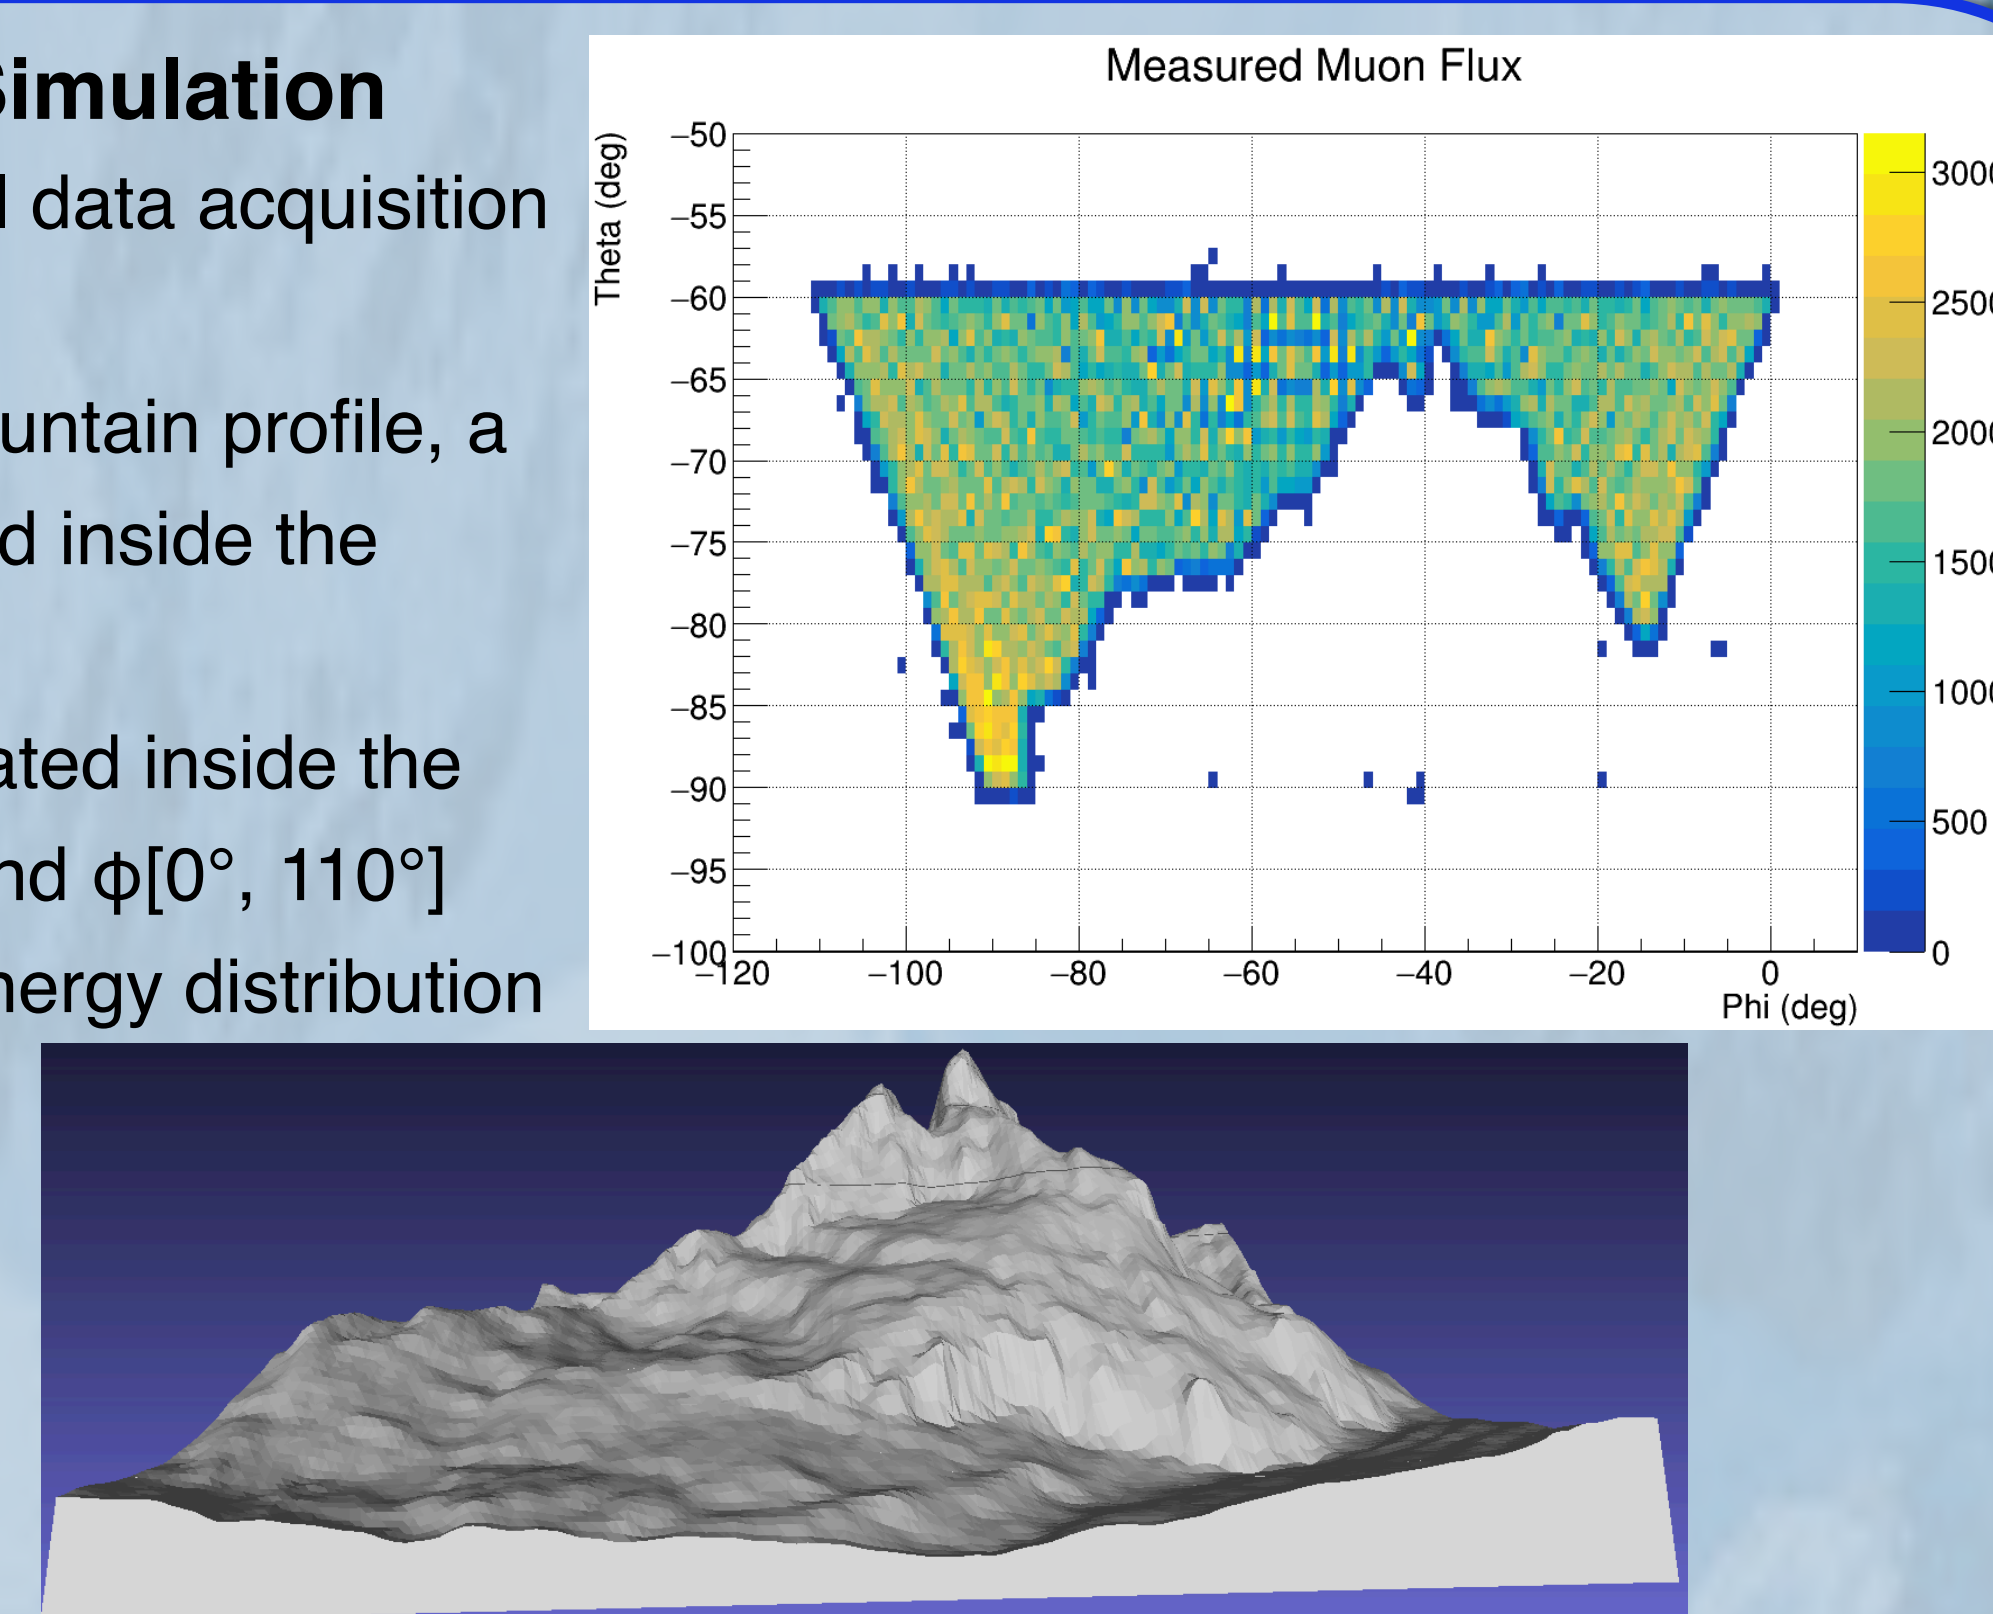 Simulation
data acquisition
untain profile, a
d inside the
ated inside the
nd ϕ[0°, 110°]
nergy distribution
Measured Muon Flux
Theta (deg)
−50
−55
−60
−65
−70
−75
−80
−85
−90
−95
−100
−120
−100
−80
−60
−40
−20
0
Phi (deg)
3000
2500
2000
1500
1000
500
0